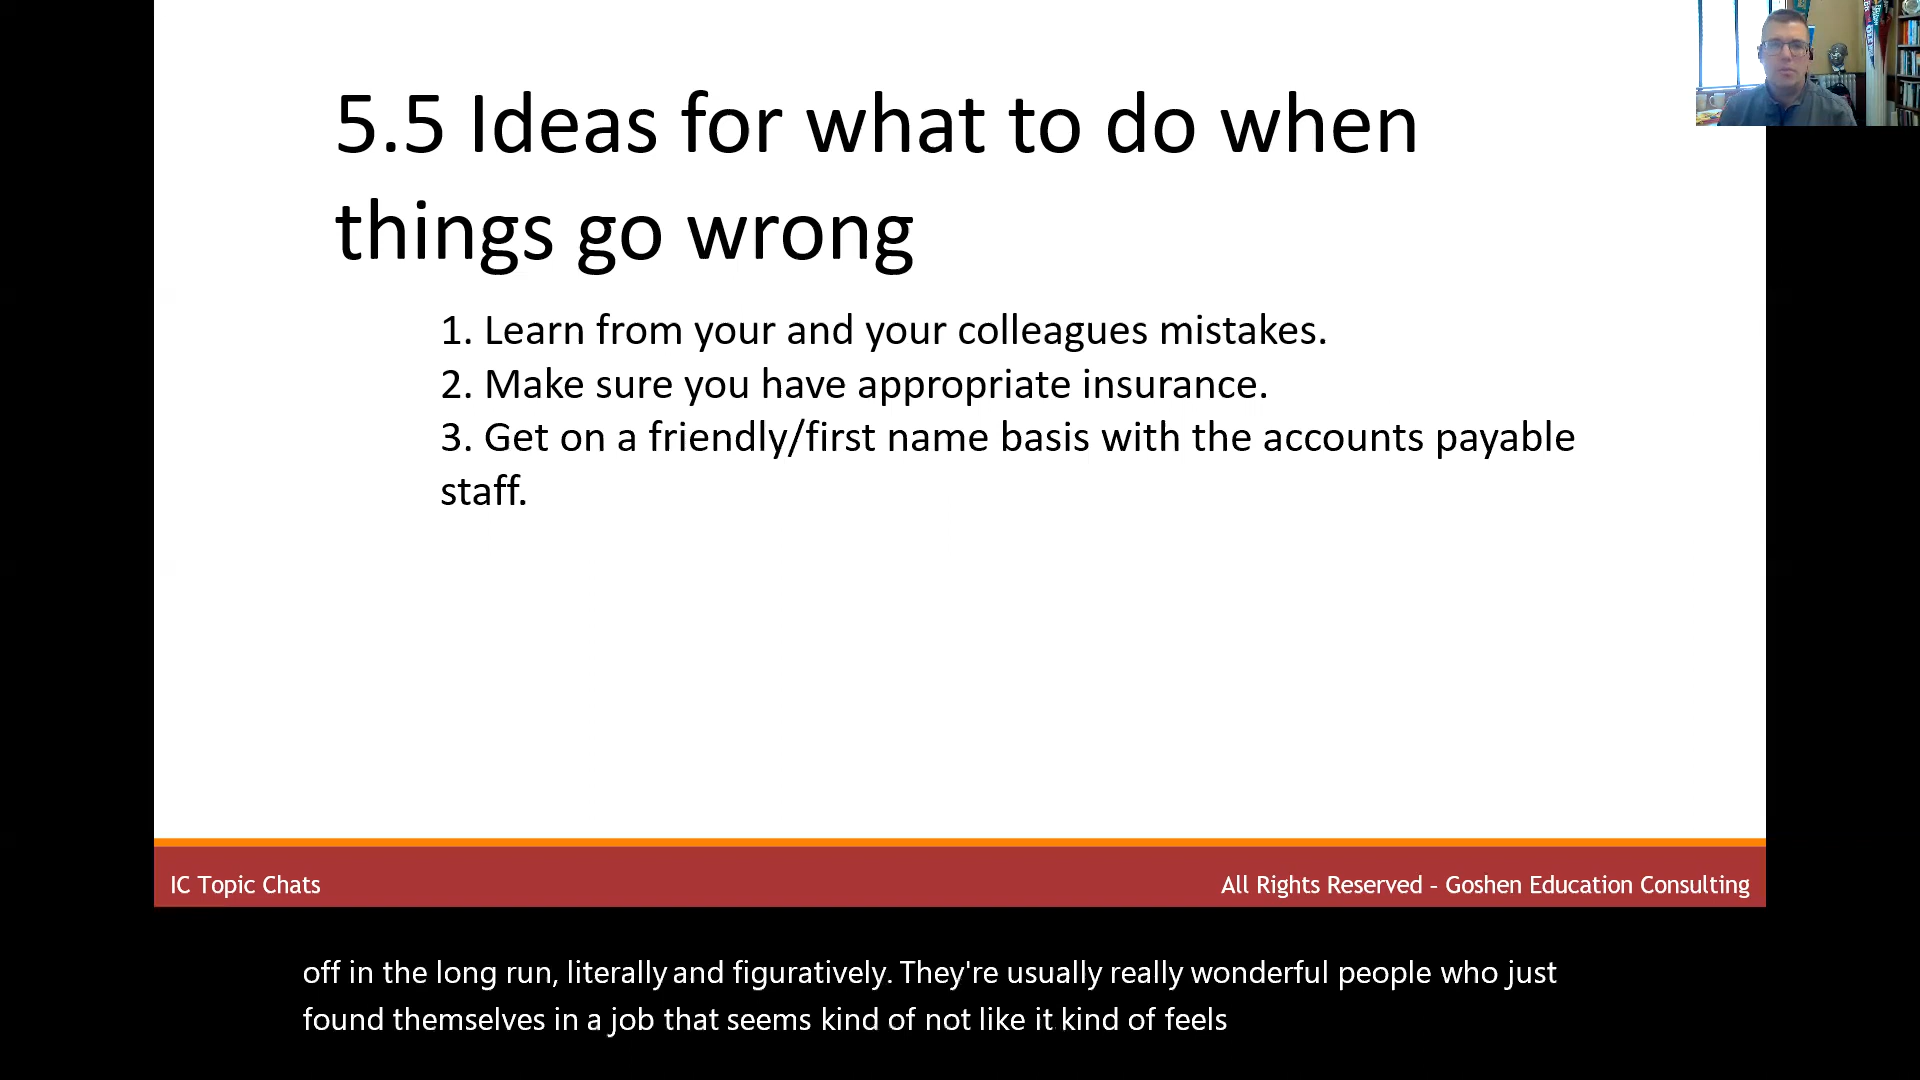 5.5 Ideas for what to do when
things go wrong
1. Learn from your and your colleagues mistakes.
2. Make sure you have appropriate insurance.
3. Get on a friendly/first name basis with the accounts payable
staff.
IC Topic Chats
All Rights Reserved – Goshen Education Consulting
off in the long run, literally and figuratively. They're usually really wonderful people who just
found themselves in a job that seems kind of not like it kind of feels